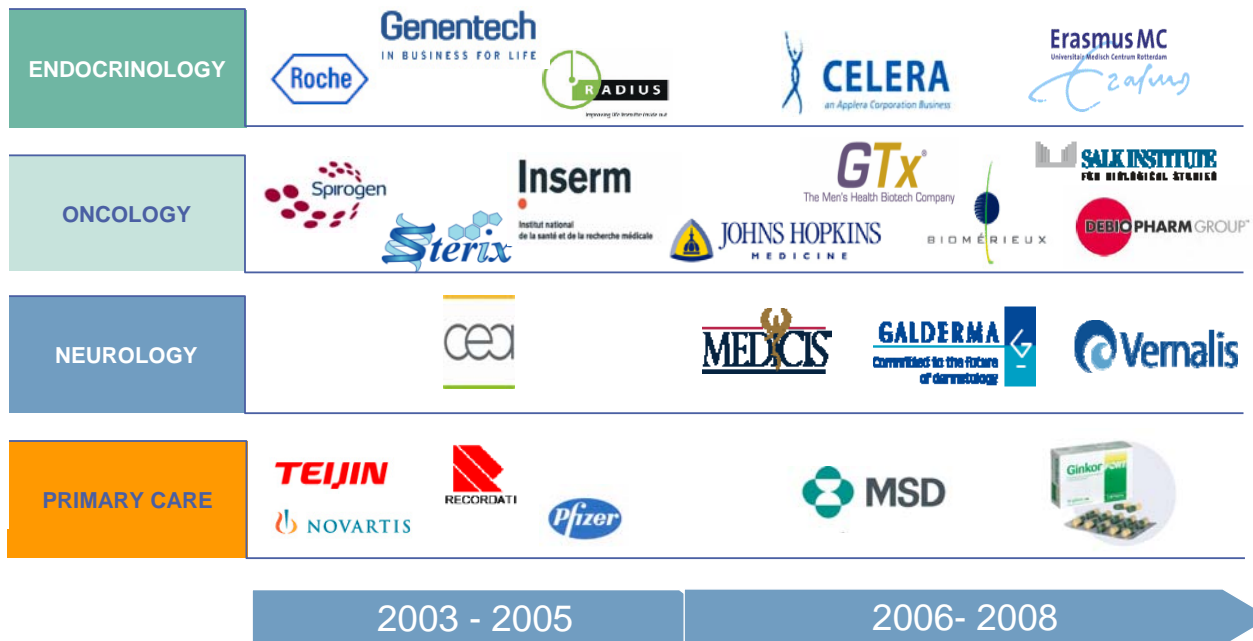 ENDOCRINOLOGY
Roche
Genentech
IN BUSINESS FOR LIFE
RADIUS
CELERA
an Applera Corporation Business
Erasmus MC
Universitair Medisch Centrum Rotterdam
Erasmus
ONCOLOGY
Spirogen
Sterix
Inserm
Institut national
de la santé et de la recherche médicale
GTx
The Men's Health Biotech Company
JOHNS HOPKINS
MEDICINE
BIOMÉRIEUX
SALK INSTITUTE
FOR BIOLOGICAL STUDIES
DEBIOPHARM GROUP™
NEUROLOGY
cea
MEDICIS
GALDERMA
Committed to the future
of dermatology
Vernalis
PRIMARY CARE
TEIJIN
NOVARTIS
RECORDATI
Pfizer
MSD
Ginkor FORT
2003 - 2005
2006- 2008